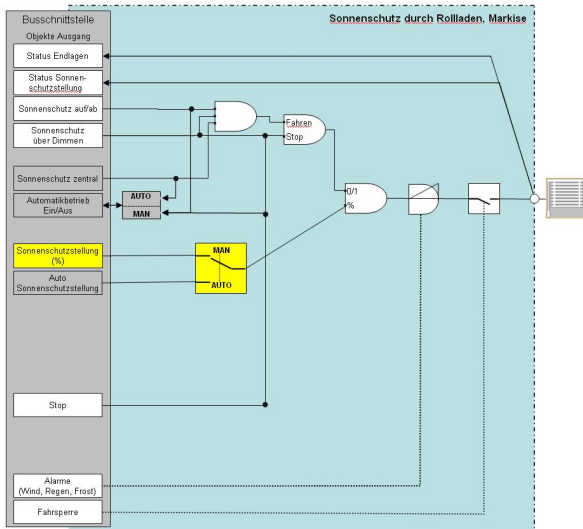 Busschnittstelle
Sonnenschutz durch Rollladen, Markise
Objekte Ausgang
Status Endlagen
Status Sonnen-
schutzstellung
Sonnenschutz auf/ab
Sonnenschutz
über Dimmen
Fahren
Stop
Sonnenschutz zentral
Automatikbetrieb
Ein/Aus
AUTO
MAN
0/1
%
Sonnenschutzstellung
(%)
MAN
AUTO
Auto
Sonnenschutzstellung
Stop
Alarme
(Wind, Regen, Frost)
Fahrsperre